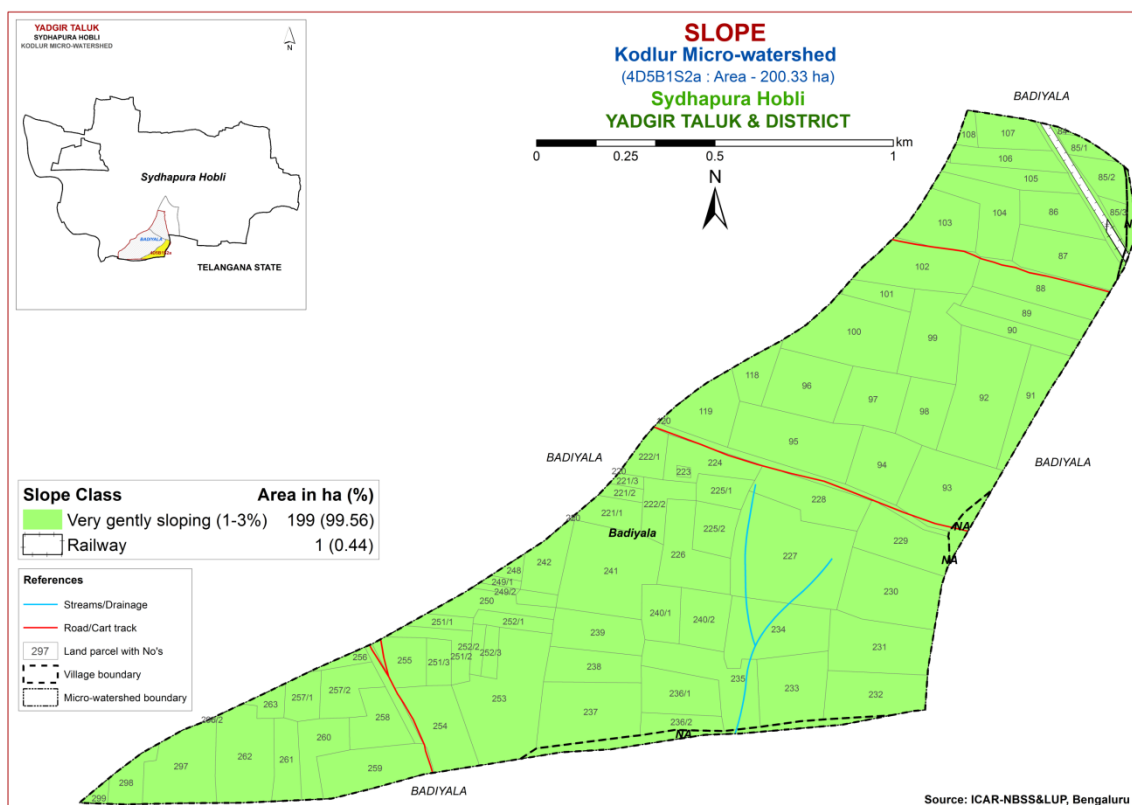 YADGIR TALUK
SYDHAPURA HOBLI
KODLUR MICRO-WATERSHED
N
Sydhapura Hobli
BADIYALA
4D5B1S2a
TELANGANA STATE
SLOPE
Kodlur Micro-watershed
(4D5B1S2a : Area - 200.33 ha)
Sydhapura Hobli
YADGIR TALUK & DISTRICT
km
0 0.25 0.5 1
N
BADIYALA
108 107
85/1
106
105 85/2
104 86 85/3
103
87
102
88
101
89
100 99 90
118 96 97 98 92 91
119
120
95
94
93
BADIYALA
BADIYALA
222/1 224
220 223
221/3
221/2 225/1 228
222/2
221/1 225/2
Badiyala
NA
229
NA
226 227
242 241
248
249/1
249/2
250
230
251/1 252/1 240/1 240/2
239 234 231
256 255 251/3 251/2 252/2 252/3
238
235
257/2 257/1 263
258 254 253 236/1 233 232
237
236/2
NA
260
297 262 261
259
298
299
BADIYALA
Slope Class Area in ha (%)
Very gently sloping (1-3%) 199 (99.56)
Railway 1 (0.44)
References
Streams/Drainage
Road/Cart track
297 Land parcel with No's
Village boundary
Micro-watershed boundary
Source: ICAR-NBSS&LUP, Bengaluru